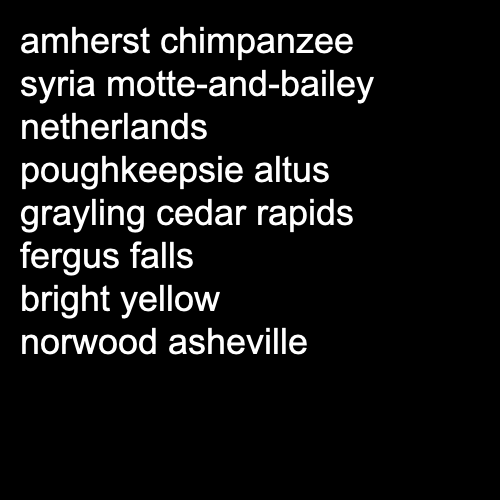 amherst chimpanzee
syria motte-and-bailey
netherlands
poughkeepsie altus
grayling cedar rapids
fergus falls
bright yellow
norwood asheville